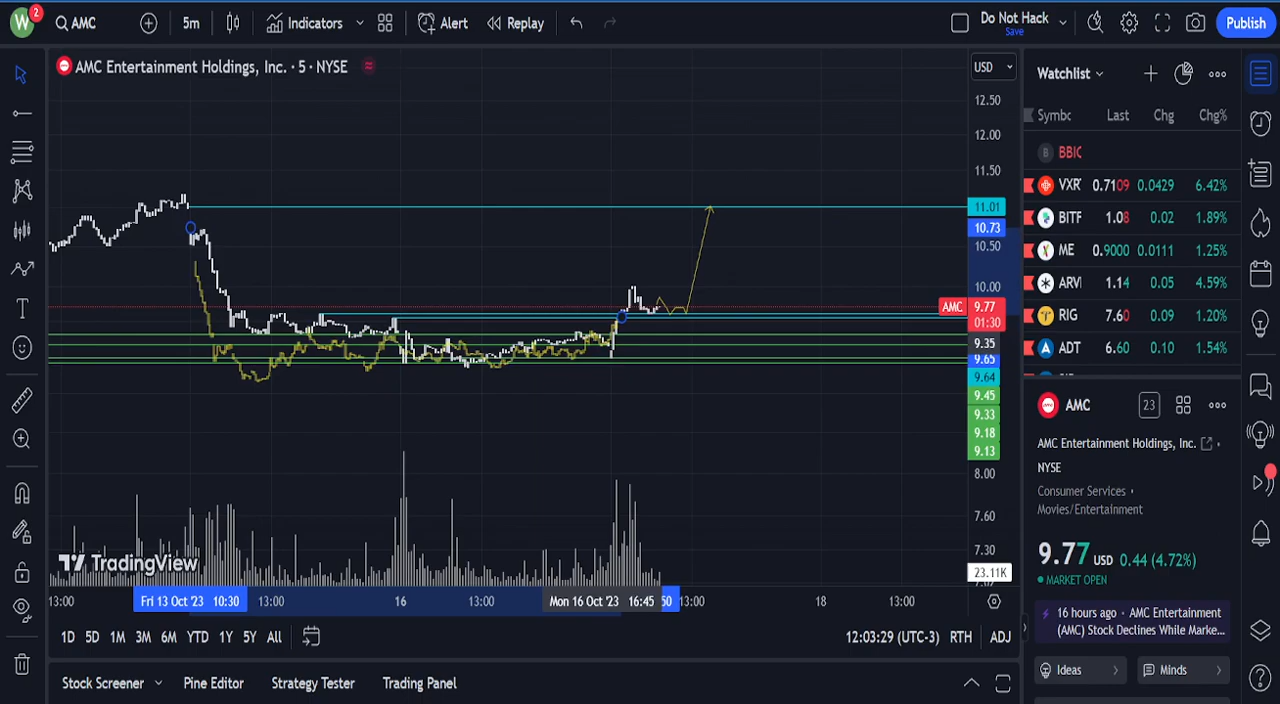 W 2 AMC 5m Indicators Alert Replay Do Not Hack Publish
Save
AMC Entertainment Holdings, Inc. · 5 · NYSE
USD
12.50
12.00
11.50
11.01
10.73
10.50
10.00
AMC 9.77
01:30
9.35
9.65
9.64
9.45
9.33
9.18
9.13
8.00
7.60
7.30
23.11K
TradingView
13:00 Fri 13 Oct '23 10:30 13:00 16 13:00 Mon 16 Oct '23 16:45 50 13:00 18 13:00
1D 5D 1M 3M 6M YTD 1Y 5Y All 12:03:29 (UTC-3) RTH ADJ
Stock Screener Pine Editor Strategy Tester Trading Panel
Watchlist
Symbc Last Chg Chg%
B BBIC
VXR 0.7109 0.0429 6.42%
BITF 1.08 0.02 1.89%
ME 0.9000 0.0111 1.25%
ARVI 1.14 0.05 4.59%
RIG 7.60 0.09 1.20%
ADT 6.60 0.10 1.54%
AMC 23
AMC Entertainment Holdings, Inc. ·
NYSE
Consumer Services ·
Movies/Entertainment
9.77 USD 0.44 (4.72%)
MARKET OPEN
16 hours ago · AMC Entertainment
(AMC) Stock Declines While Marke...
Ideas Minds